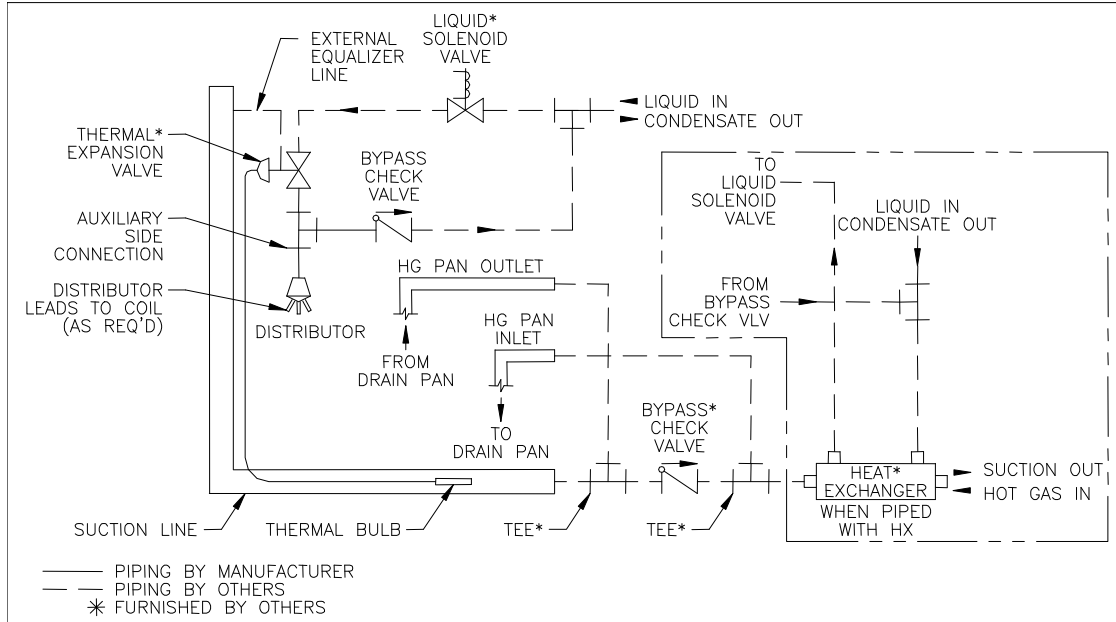 LIQUID*
SOLENOID
VALVE
EXTERNAL
EQUALIZER
LINE
LIQUID IN
CONDENSATE OUT
THERMAL*
EXPANSION
VALVE
BYPASS
CHECK
VALVE
TO
LIQUID
SOLENOID
VALVE
LIQUID IN
CONDENSATE OUT
AUXILIARY
SIDE
CONNECTION
HG PAN OUTLET
DISTRIBUTOR
LEADS TO COIL
(AS REQ'D)
DISTRIBUTOR
FROM
DRAIN PAN
HG PAN
INLET
FROM
BYPASS
CHECK VLV
TO
DRAIN PAN
BYPASS*
CHECK
VALVE
HEAT*
EXCHANGER
SUCTION OUT
HOT GAS IN
WHEN PIPED
WITH HX
SUCTION LINE
THERMAL BULB
TEE*
TEE*
PIPING BY MANUFACTURER
PIPING BY OTHERS
* FURNISHED BY OTHERS